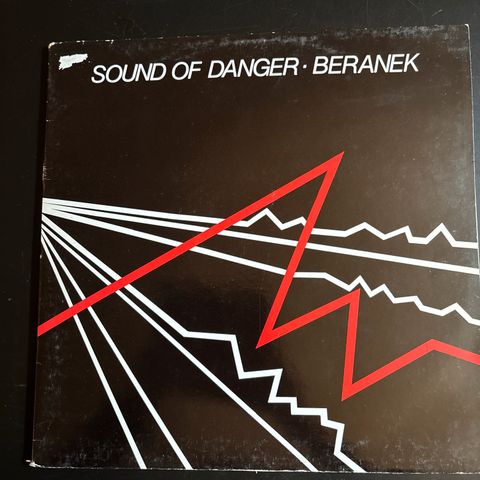 SOUND OF DANGER · BERANEK